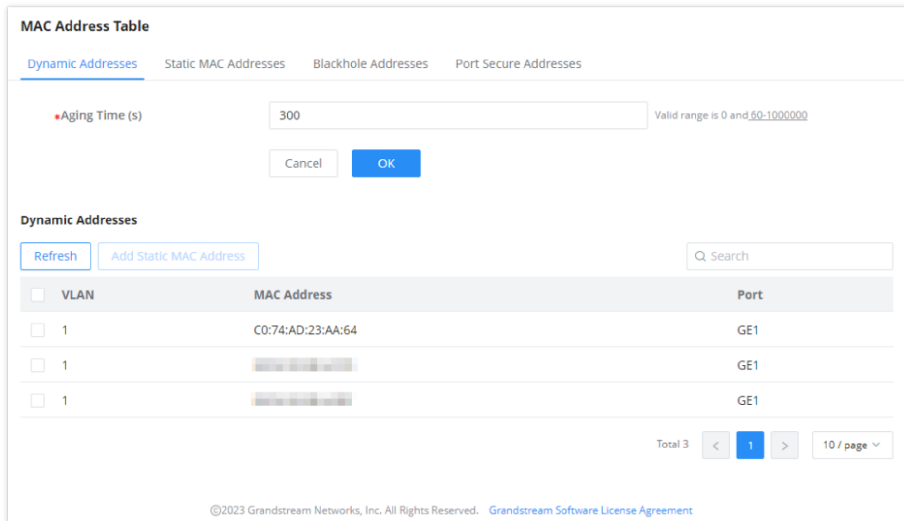 MAC Address Table
Dynamic Addresses Static MAC Addresses Blackhole Addresses Port Secure Addresses
*Aging Time (s) 300 Valid range is 0 and 60-1000000
Cancel OK
Dynamic Addresses
Refresh Add Static MAC Address Search
VLAN MAC Address Port
1 C0:74:AD:23:AA:64 GE1
1 GE1
1 GE1
Total 3 < 1 > 10 / page
©2023 Grandstream Networks, Inc. All Rights Reserved. Grandstream Software License Agreement